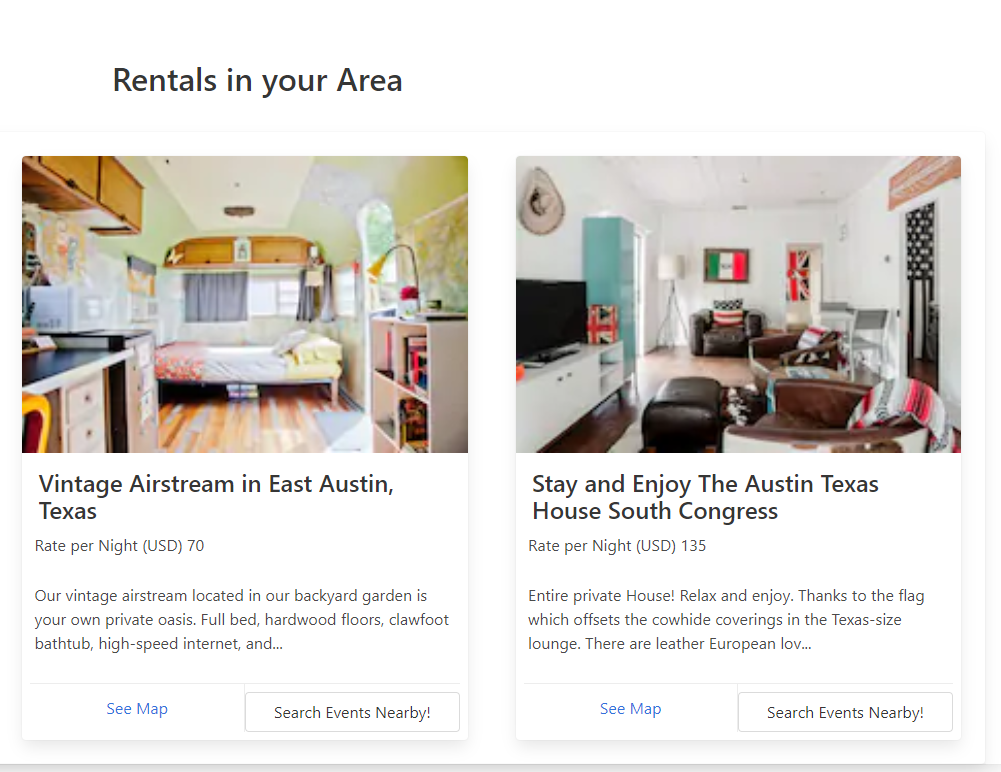 Rentals in your Area
Vintage Airstream in East Austin,
Texas
Rate per Night (USD) 70
Our vintage airstream located in our backyard garden is
your own private oasis. Full bed, hardwood floors, clawfoot
bathtub, high-speed internet, and...
See Map
Search Events Nearby!
Stay and Enjoy The Austin Texas
House South Congress
Rate per Night (USD) 135
Entire private House! Relax and enjoy. Thanks to the flag
which offsets the cowhide coverings in the Texas-size
lounge. There are leather European lov...
See Map
Search Events Nearby!